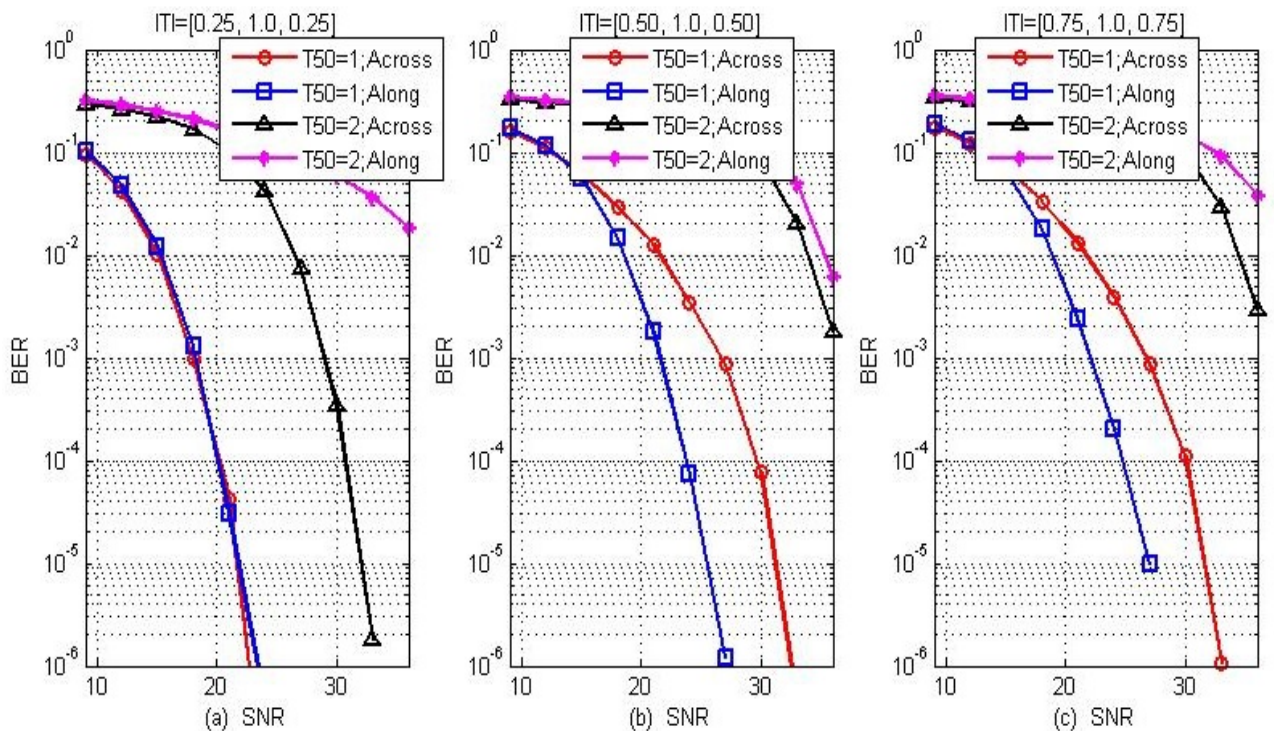 ITI=[0.25, 1.0, 0.25]
10^0
10^-1
10^-2
10^-3
10^-4
10^-5
10^-6
BER
T50=1;Across
T50=1;Along
T50=2;Across
T50=2;Along
10 20 30
(a) SNR
ITI=[0.50, 1.0, 0.50]
10^0
10^-1
10^-2
10^-3
10^-4
10^-5
10^-6
BER
T50=1;Across
T50=1;Along
T50=2;Across
T50=2;Along
10 20 30
(b) SNR
ITI=[0.75, 1.0, 0.75]
10^0
10^-1
10^-2
10^-3
10^-4
10^-5
10^-6
BER
T50=1;Across
T50=1;Along
T50=2;Across
T50=2;Along
10 20 30
(c) SNR